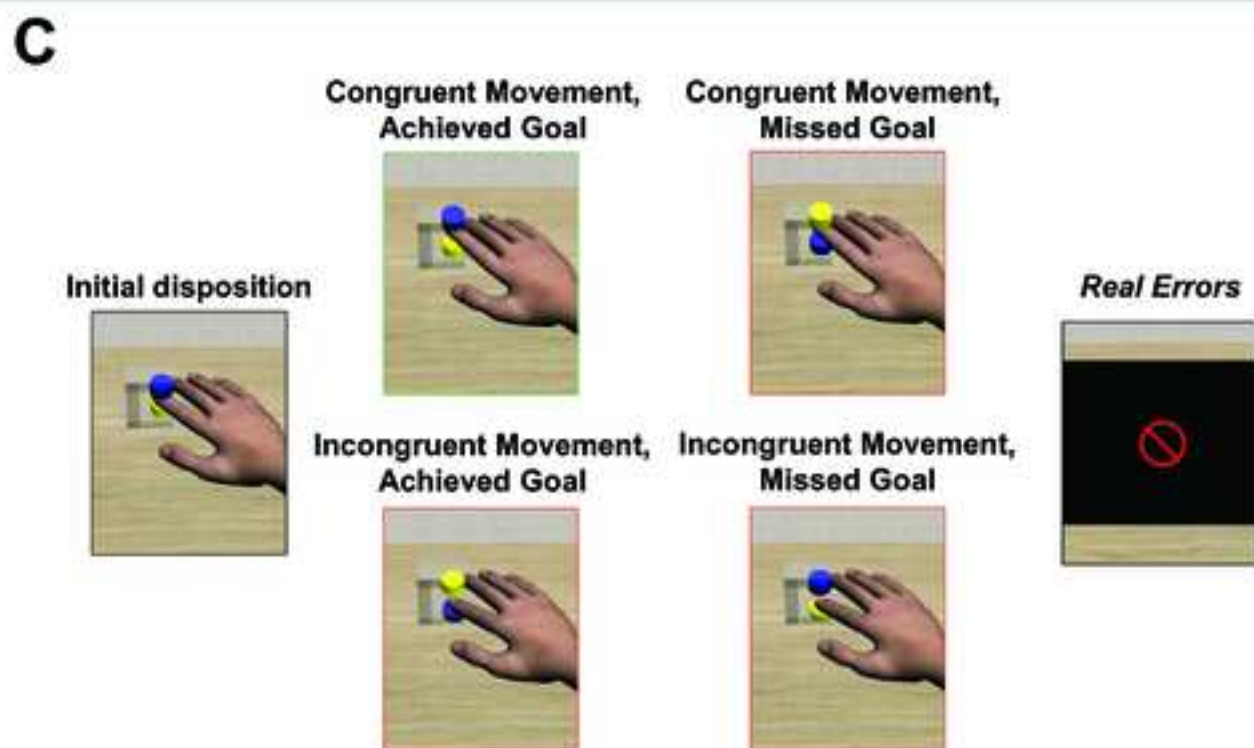 C
Congruent Movement,
Achieved Goal
Congruent Movement,
Missed Goal
Initial disposition
Real Errors
Incongruent Movement,
Achieved Goal
Incongruent Movement,
Missed Goal